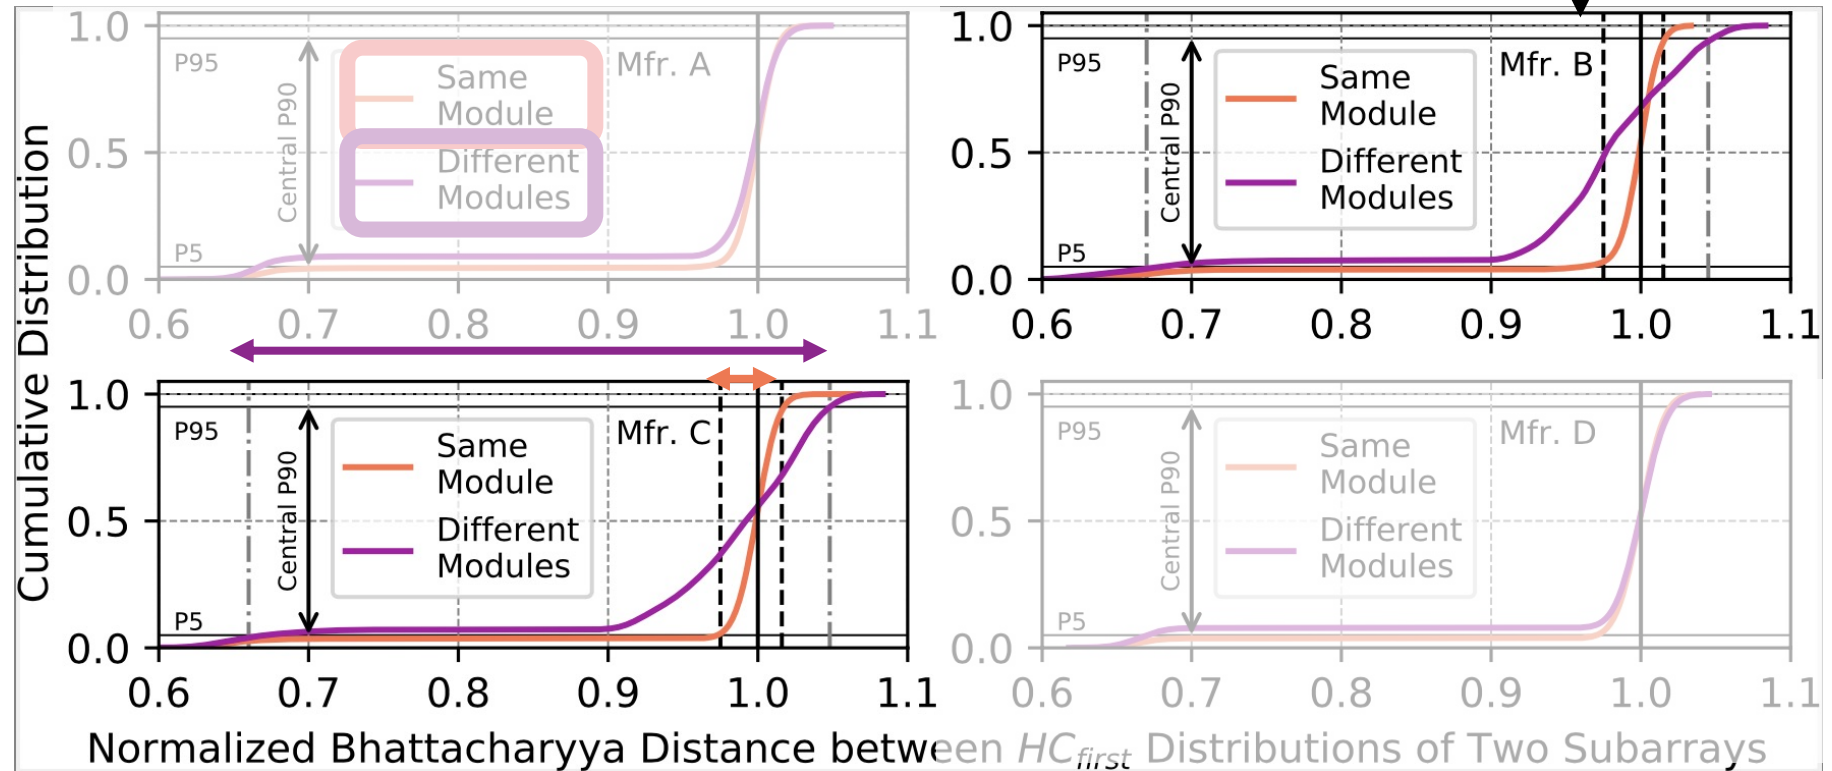 Cumulative Distribution
1.0
0.5
0.0
P95
P5
Central P90
Same
Module
Different
Modules
Mfr. A
0.6 0.7 0.8 0.9 1.0 1.1
1.0
0.5
0.0
P95
P5
Central P90
Same
Module
Different
Modules
Mfr. B
0.6 0.7 0.8 0.9 1.0 1.1
1.0
0.5
0.0
P95
P5
Central P90
Same
Module
Different
Modules
Mfr. C
0.6 0.7 0.8 0.9 1.0 1.1
1.0
0.5
0.0
P95
P5
Central P90
Same
Module
Different
Modules
Mfr. D
0.6 0.7 0.8 0.9 1.0 1.1
Normalized Bhattacharyya Distance between HCfirst Distributions of Two Subarrays